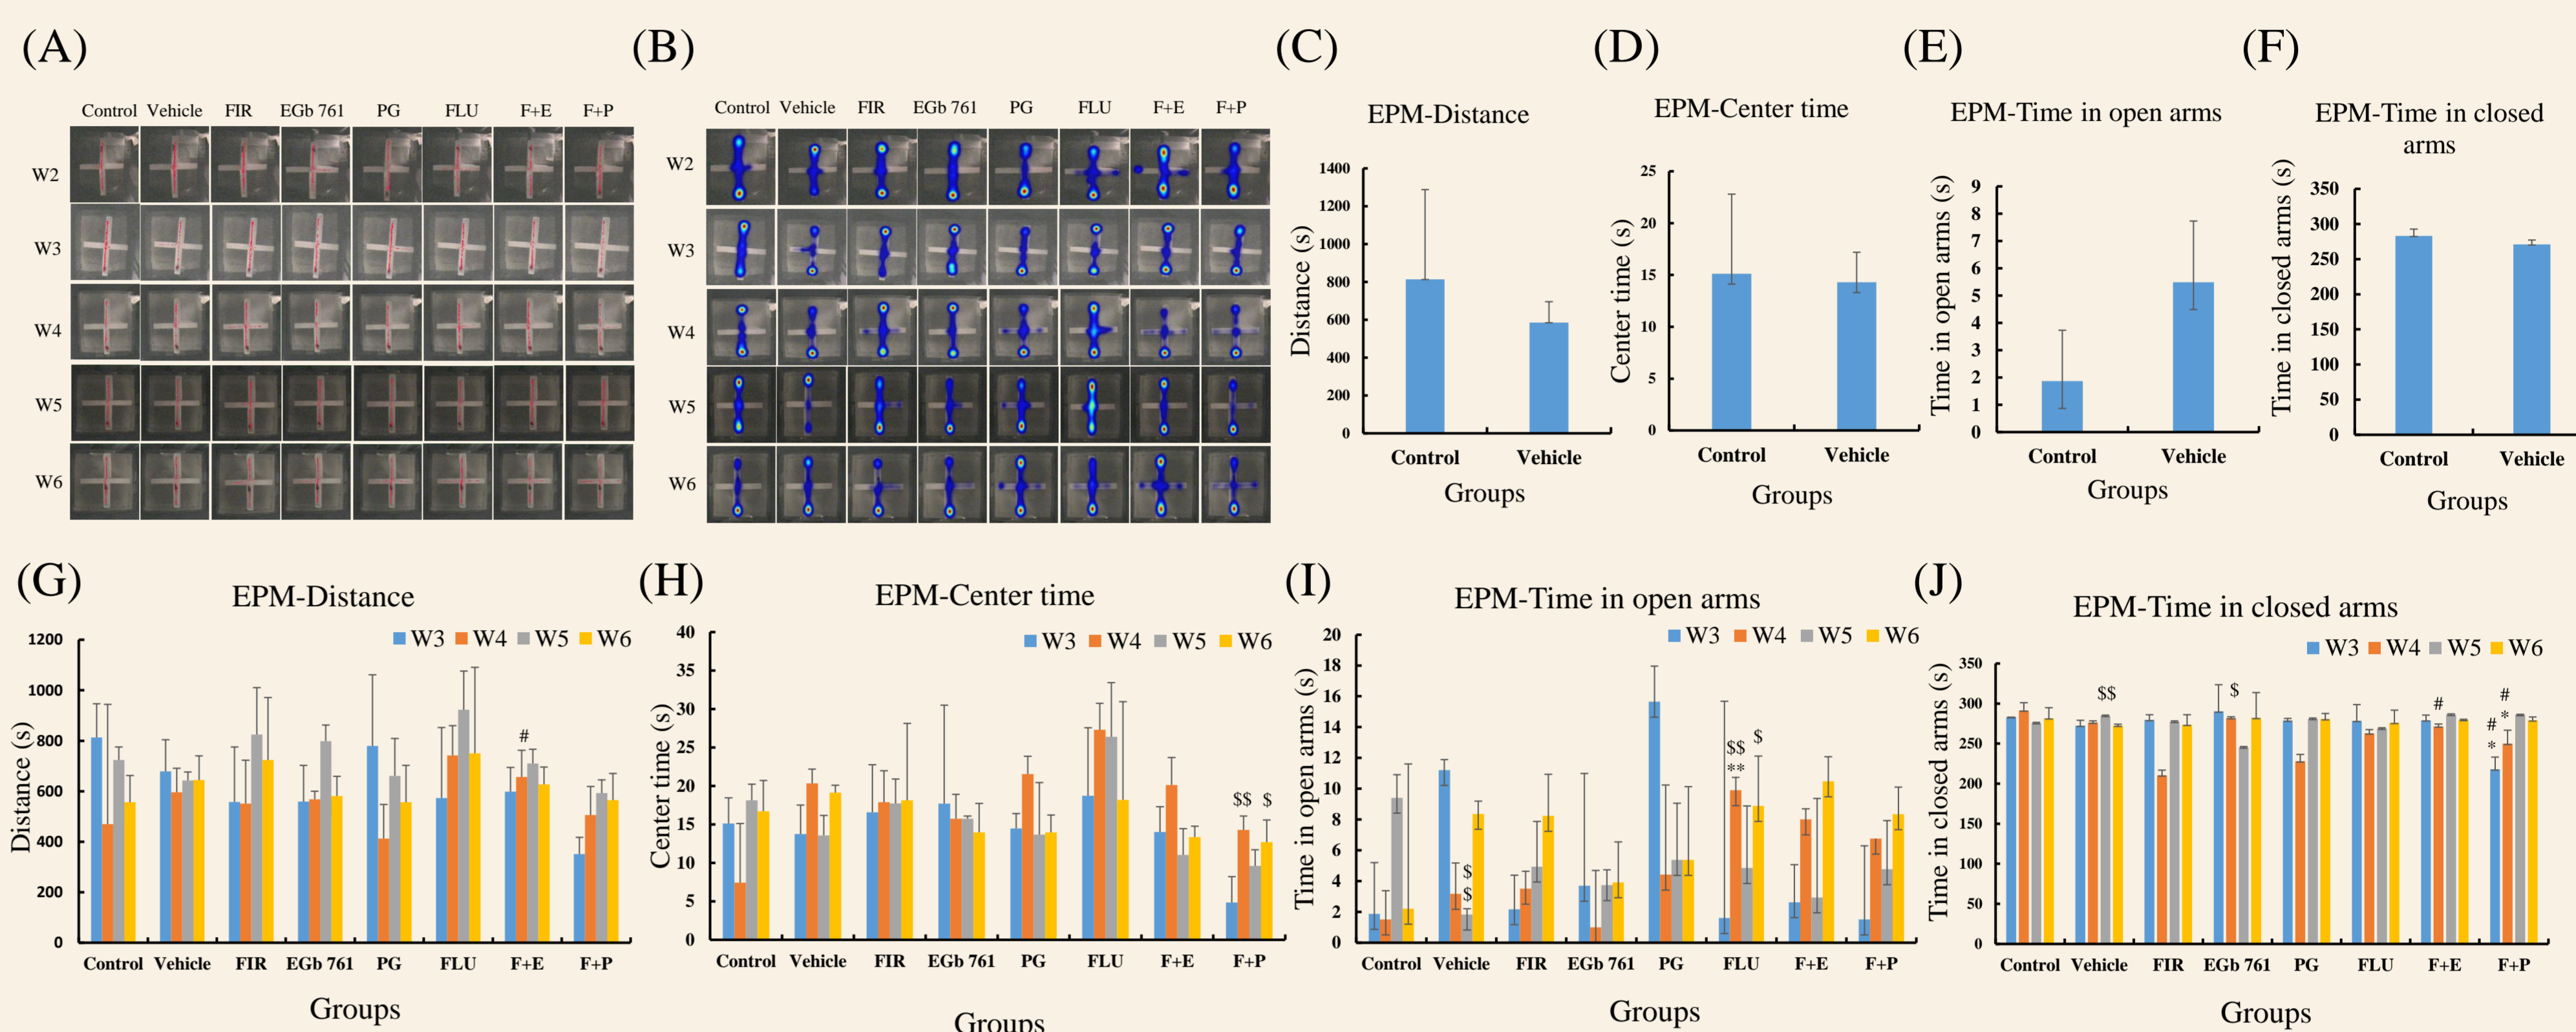 (A)
Control Vehicle FIR EGb 761 PG FLU F+E F+P
W2
W3
W4
W5
W6
(B)
Control Vehicle FIR EGb 761 PG FLU F+E F+P
W2
W3
W4
W5
W6
(C)
EPM-Distance
Distance (s)
1400
1200
1000
800
600
400
200
0
Control Vehicle
Groups
(D)
EPM-Center time
Center time (s)
25
20
15
10
5
0
Control Vehicle
Groups
(E)
EPM-Time in open arms
Time in open arms (s)
9
8
7
6
5
4
3
2
1
0
Control Vehicle
Groups
(F)
EPM-Time in closed
arms
Time in closed arms (s)
350
300
250
200
150
100
50
0
Control Vehicle
Groups
(G)
EPM-Distance
W3 W4 W5 W6
Distance (s)
1200
1000
800
600
400
200
0
#
Control Vehicle FIR EGb 761 PG FLU F+E F+P
Groups
(H)
EPM-Center time
W3 W4 W5 W6
Center time (s)
40
35
30
25
20
15
10
5
0
$$ $
Control Vehicle FIR EGb 761 PG FLU F+E F+P
Groups
(I)
EPM-Time in open arms
W3 W4 W5 W6
Time in open arms (s)
20
18
16
14
12
10
8
6
4
2
0
$
$
$$
**
$
Control Vehicle FIR EGb 761 PG FLU F+E F+P
Groups
(J)
EPM-Time in closed arms
W3 W4 W5 W6
Time in closed arms (s)
350
300
250
200
150
100
50
0
$$
$
#
#
*
#
*
Control Vehicle FIR EGb 761 PG FLU F+E F+P
Groups